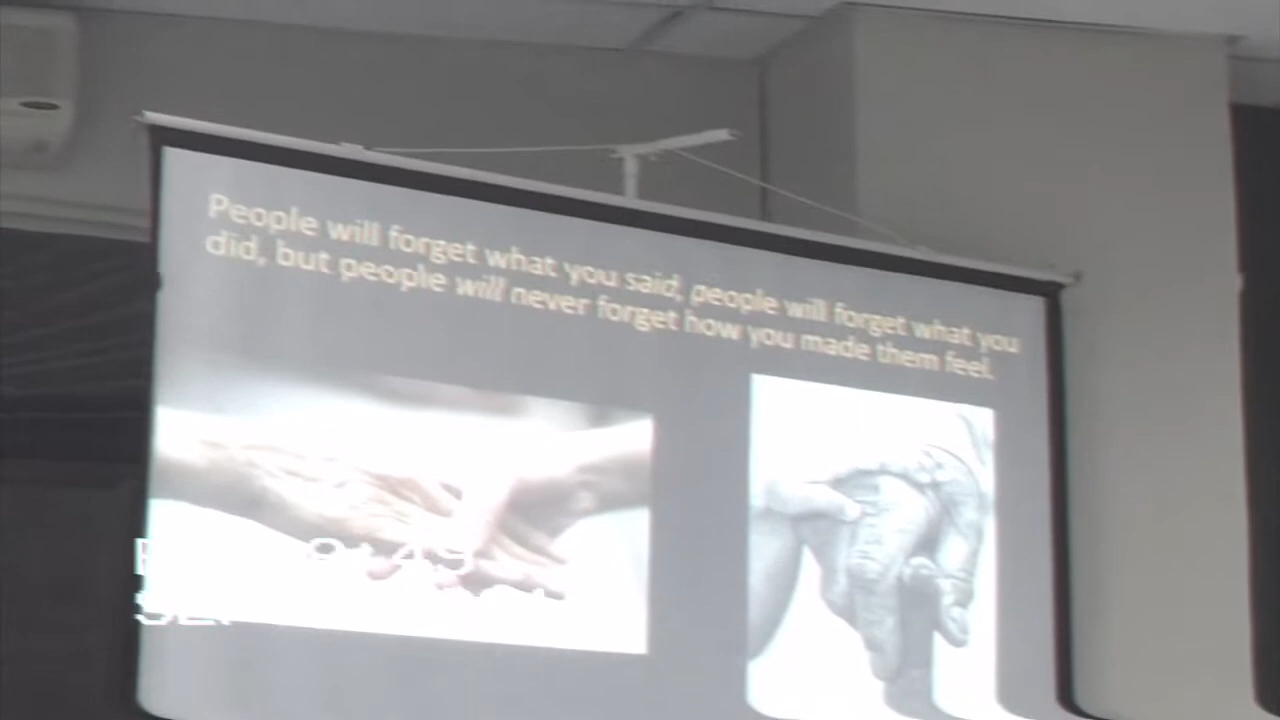 People will forget what you said, people will forget what you
did, but people will never forget how you made them feel.